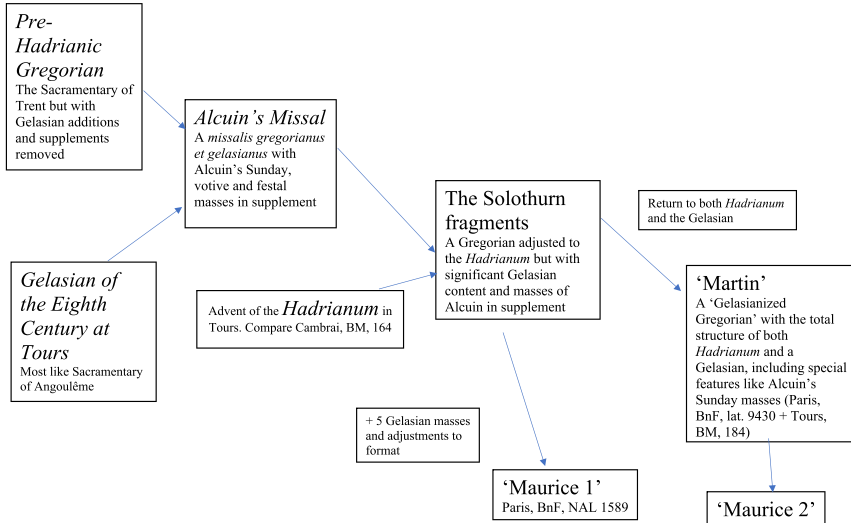 Pre-
Hadrianic
Gregorian
The Sacramentary of
Trent but with
Gelasian additions
and supplements
removed
Alcuin’s Missal
A missalis gregorianus
et gelasianus with
Alcuin’s Sunday,
votive and festal
masses in supplement
The Solothurn
fragments
A Gregorian adjusted to
the Hadrianum but with
significant Gelasian
content and masses of
Alcuin in supplement
Return to both Hadrianum
and the Gelasian
Gelasian of
the Eighth
Century at
Tours
Most like Sacramentary
of Angoulême
Advent of the Hadrianum in
Tours. Compare Cambrai, BM, 164
‘Martin’
A ‘Gelasianized
Gregorian’ with the total
structure of both
Hadrianum and a
Gelasian, including special
features like Alcuin’s
Sunday masses (Paris,
BnF, lat. 9430 + Tours,
BM, 184)
+ 5 Gelasian masses
and adjustments to
format
‘Maurice 1’
Paris, BnF, NAL 1589
‘Maurice 2’